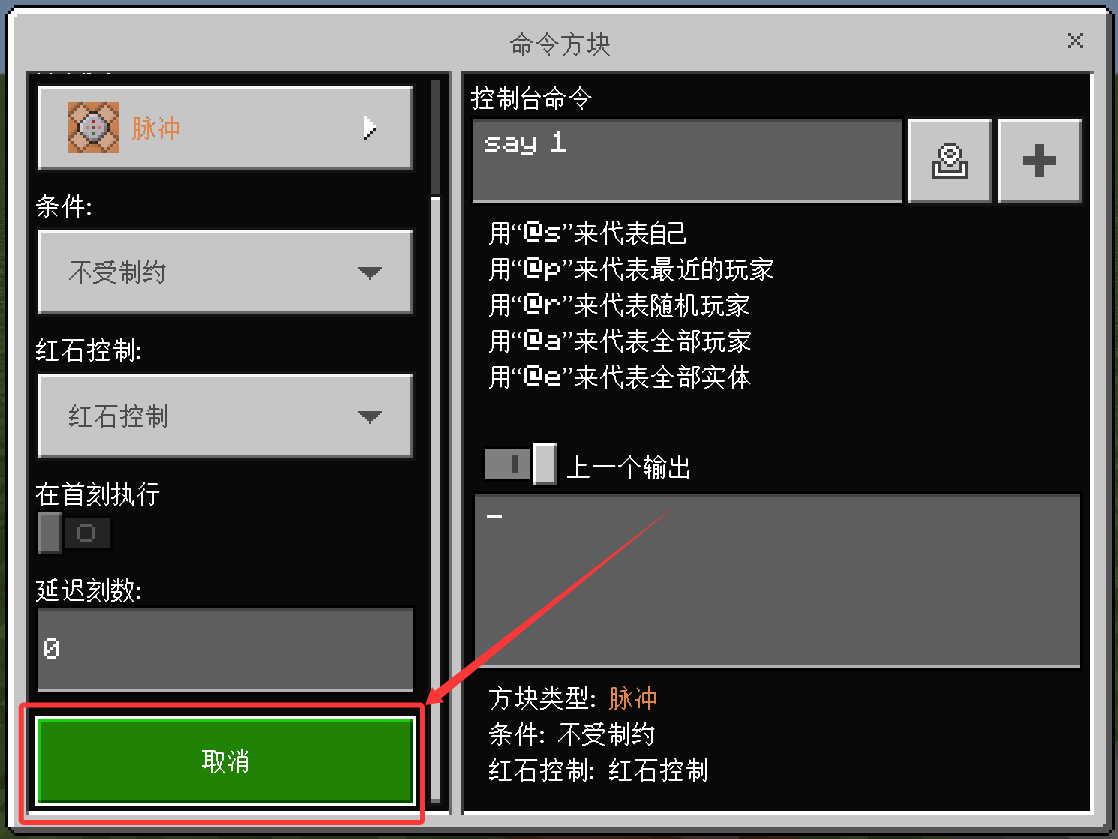 命令方块
脉冲
条件:
不受制约
红石控制:
红石控制
在首刻执行
延迟刻数:
0
取消
控制台命令
say 1
用“@s”来代表自己
用“@p”来代表最近的玩家
用“@r”来代表随机玩家
用“@a”来代表全部玩家
用“@e”来代表全部实体
上一个输出
–
方块类型: 脉冲
条件: 不受制约
红石控制: 红石控制